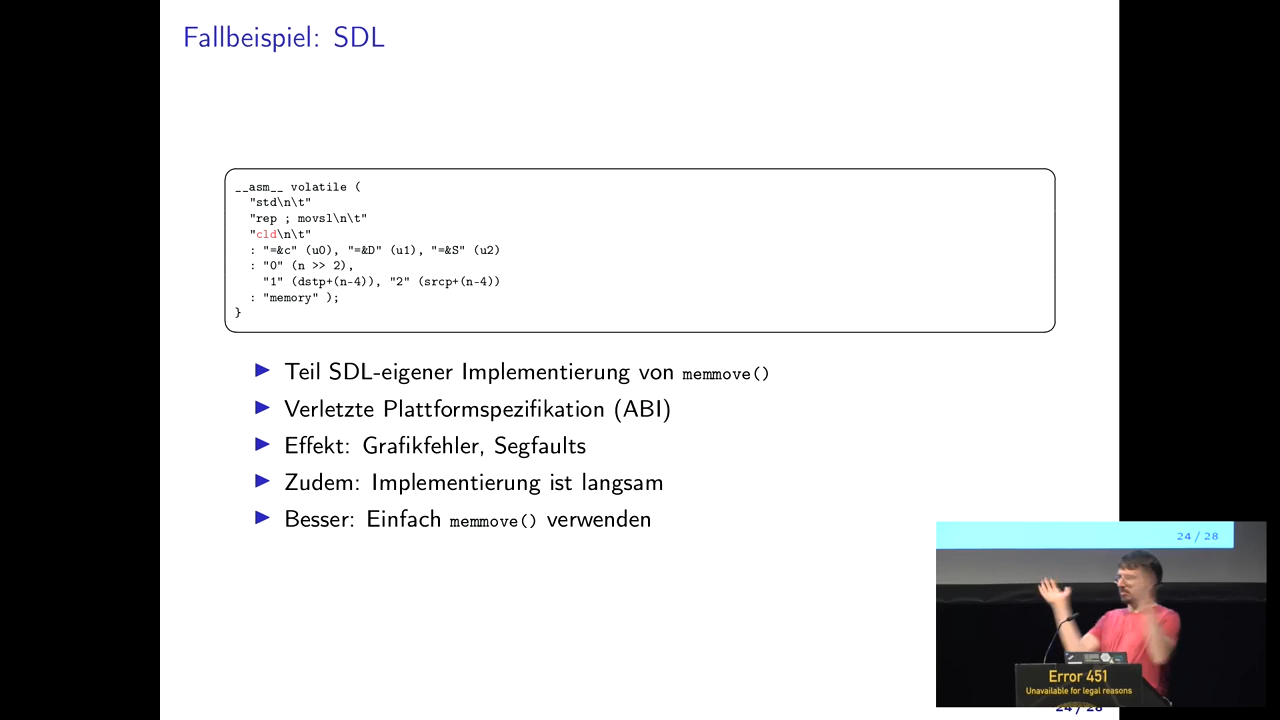 Fallbeispiel: SDL
__asm__ volatile (
"std\n\t"
"rep ; movsl\n\t"
"cld\n\t"
: "=&c" (u0), "=&D" (u1), "=&S" (u2)
: "0" (n >> 2),
"1" (dstp+(n-4)), "2" (srcp+(n-4))
: "memory" );
}
▶ Teil SDL-eigener Implementierung von memmove()
▶ Verletzte Plattformspezifikation (ABI)
▶ Effekt: Grafikfehler, Segfaults
▶ Zudem: Implementierung ist langsam
▶ Besser: Einfach memmove() verwenden
24 / 28
Error 451
Unavailable for legal reasons
24 / 28